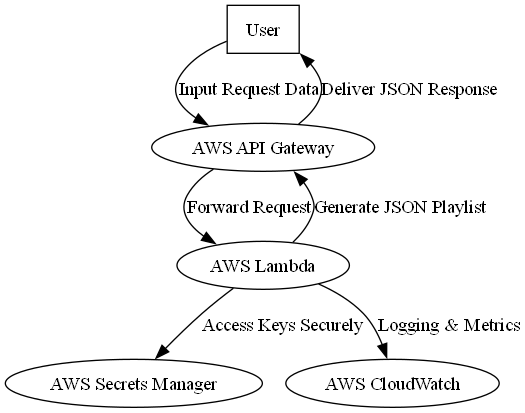 User
Input Request Data
Deliver JSON Response
AWS API Gateway
Forward Request
Generate JSON Playlist
AWS Lambda
Access Keys Securely
Logging & Metrics
AWS Secrets Manager
AWS CloudWatch